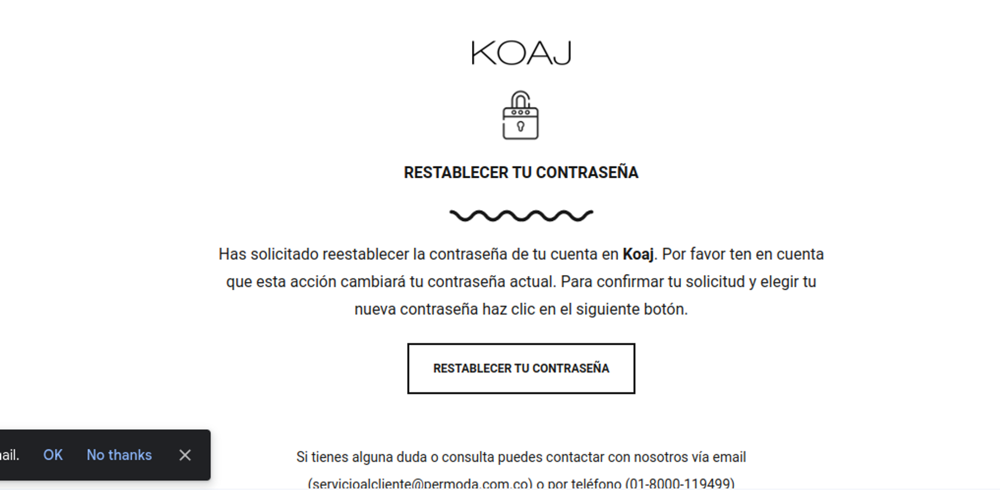 KOAJ
RESTABLECER TU CONTRASEÑA
Has solicitado reestablecer la contraseña de tu cuenta en Koaj. Por favor ten en cuenta
que esta acción cambiará tu contraseña actual. Para confirmar tu solicitud y elegir tu
nueva contraseña haz clic en el siguiente botón.
RESTABLECER TU CONTRASEÑA
OK No thanks
Si tienes alguna duda o consulta puedes contactar con nosotros vía email
(servicioalcliente@permoda.com.co) o por teléfono (01-8000-119499)